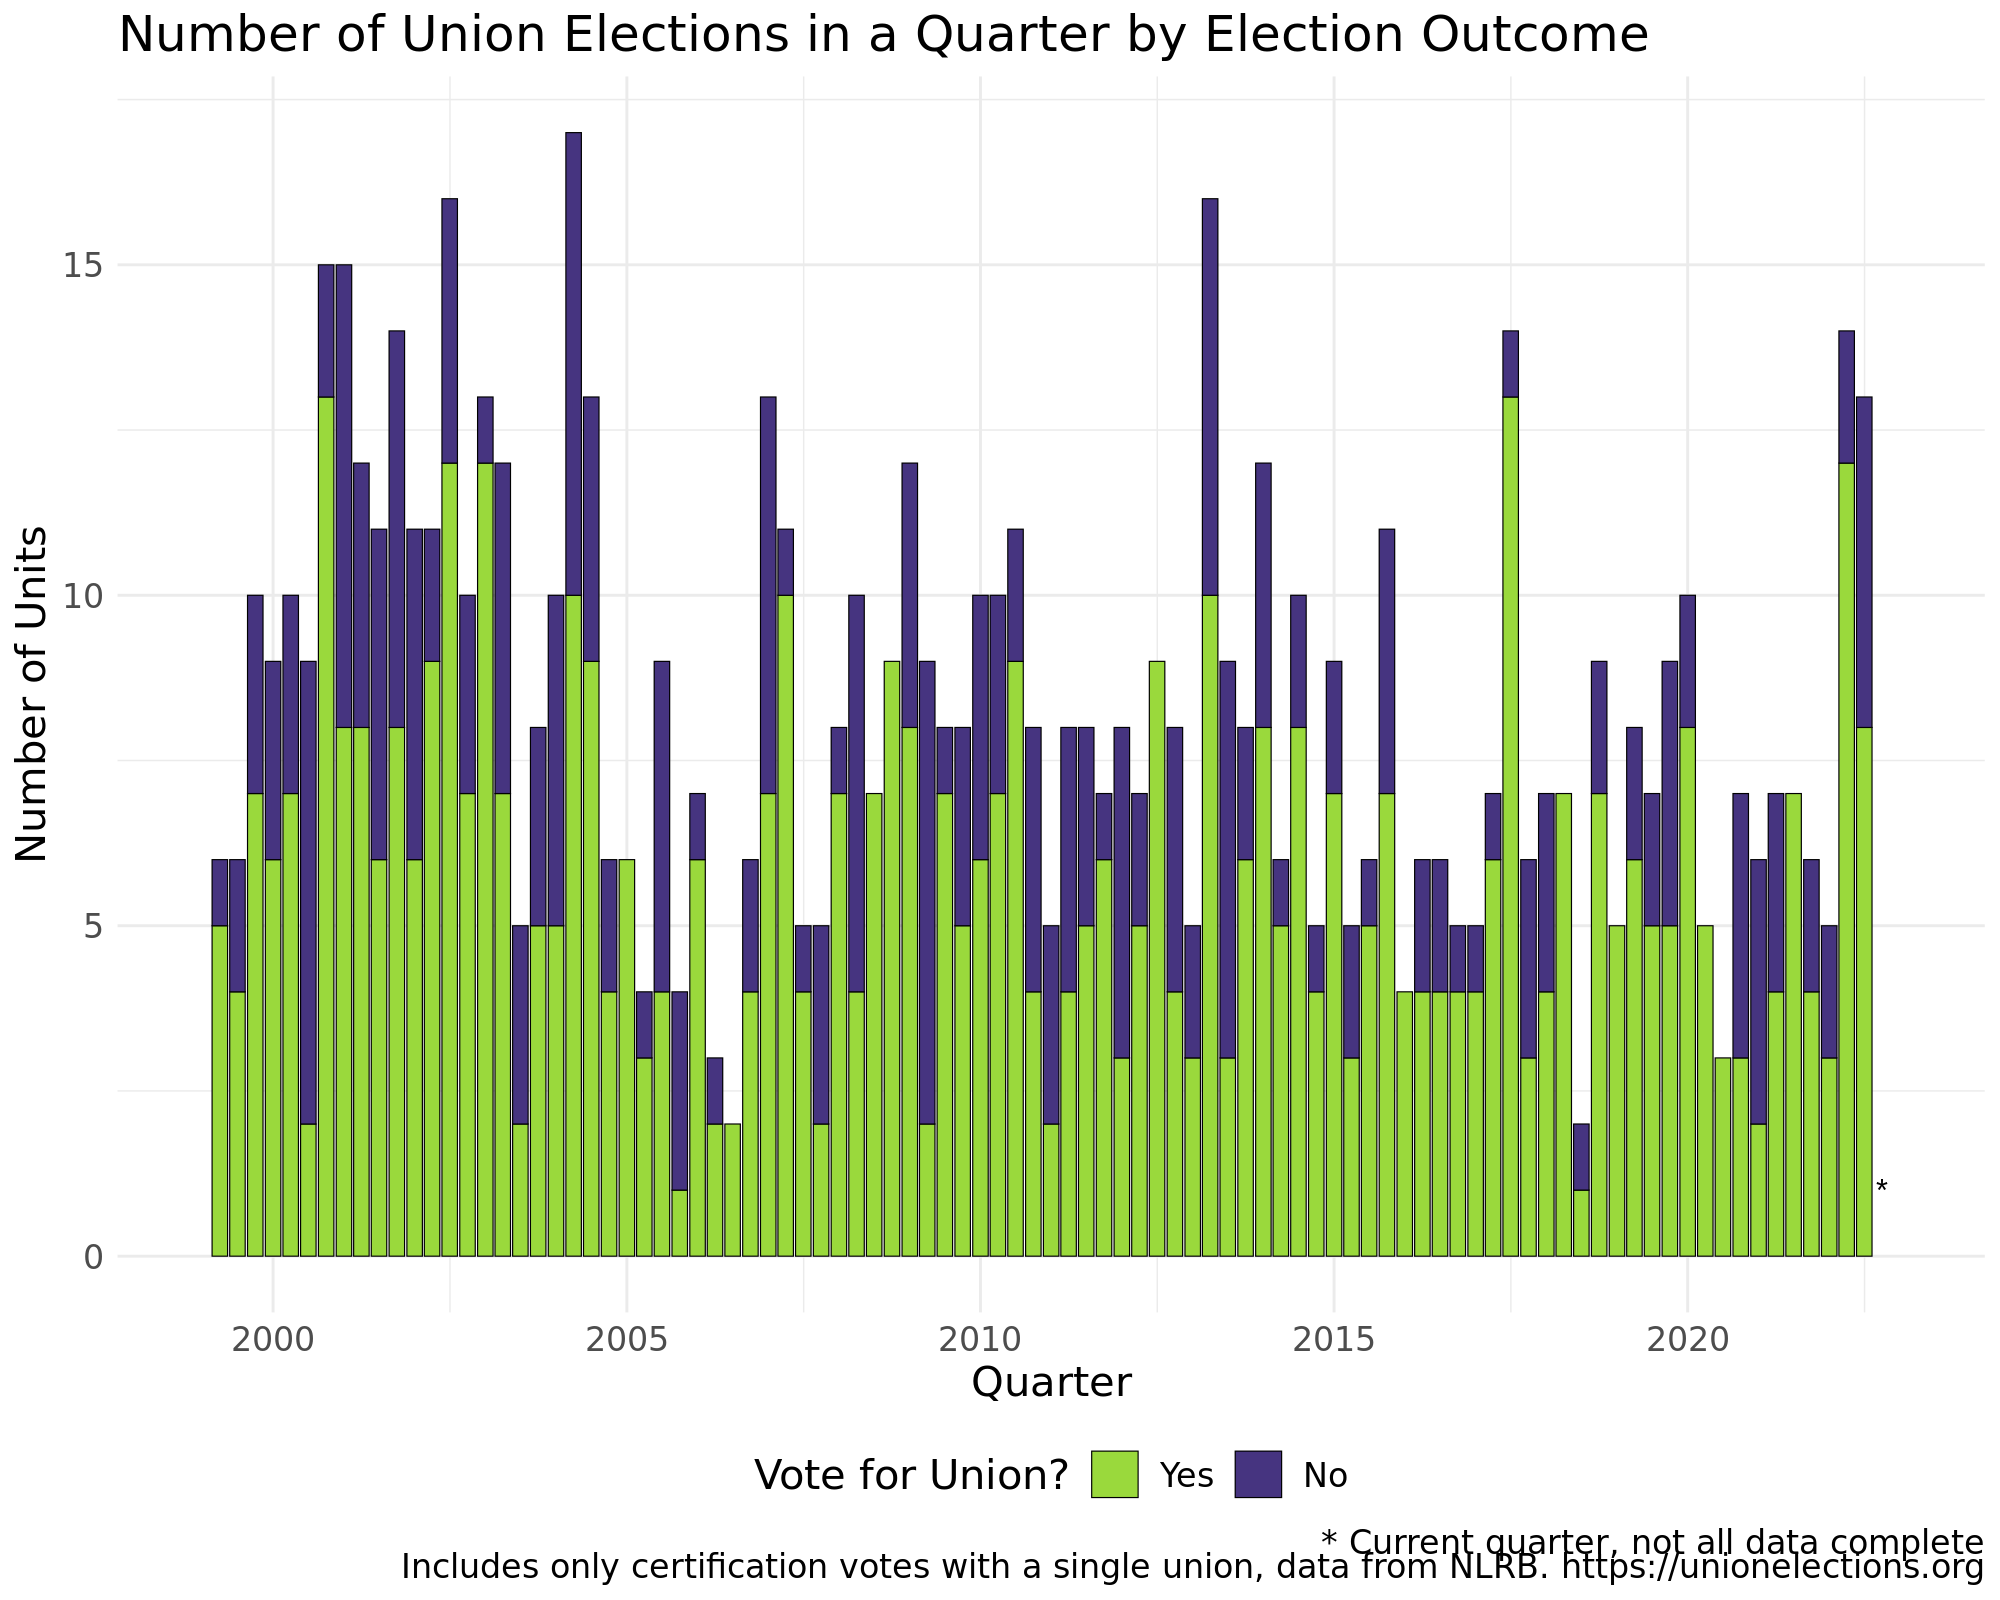 Number of Union Elections in a Quarter by Election Outcome
Number of Units
15
10
5
0
*
2000 2005 2010 2015 2020
Quarter
Vote for Union? Yes No
* Current quarter, not all data complete
Includes only certification votes with a single union, data from NLRB. https://unionelections.org